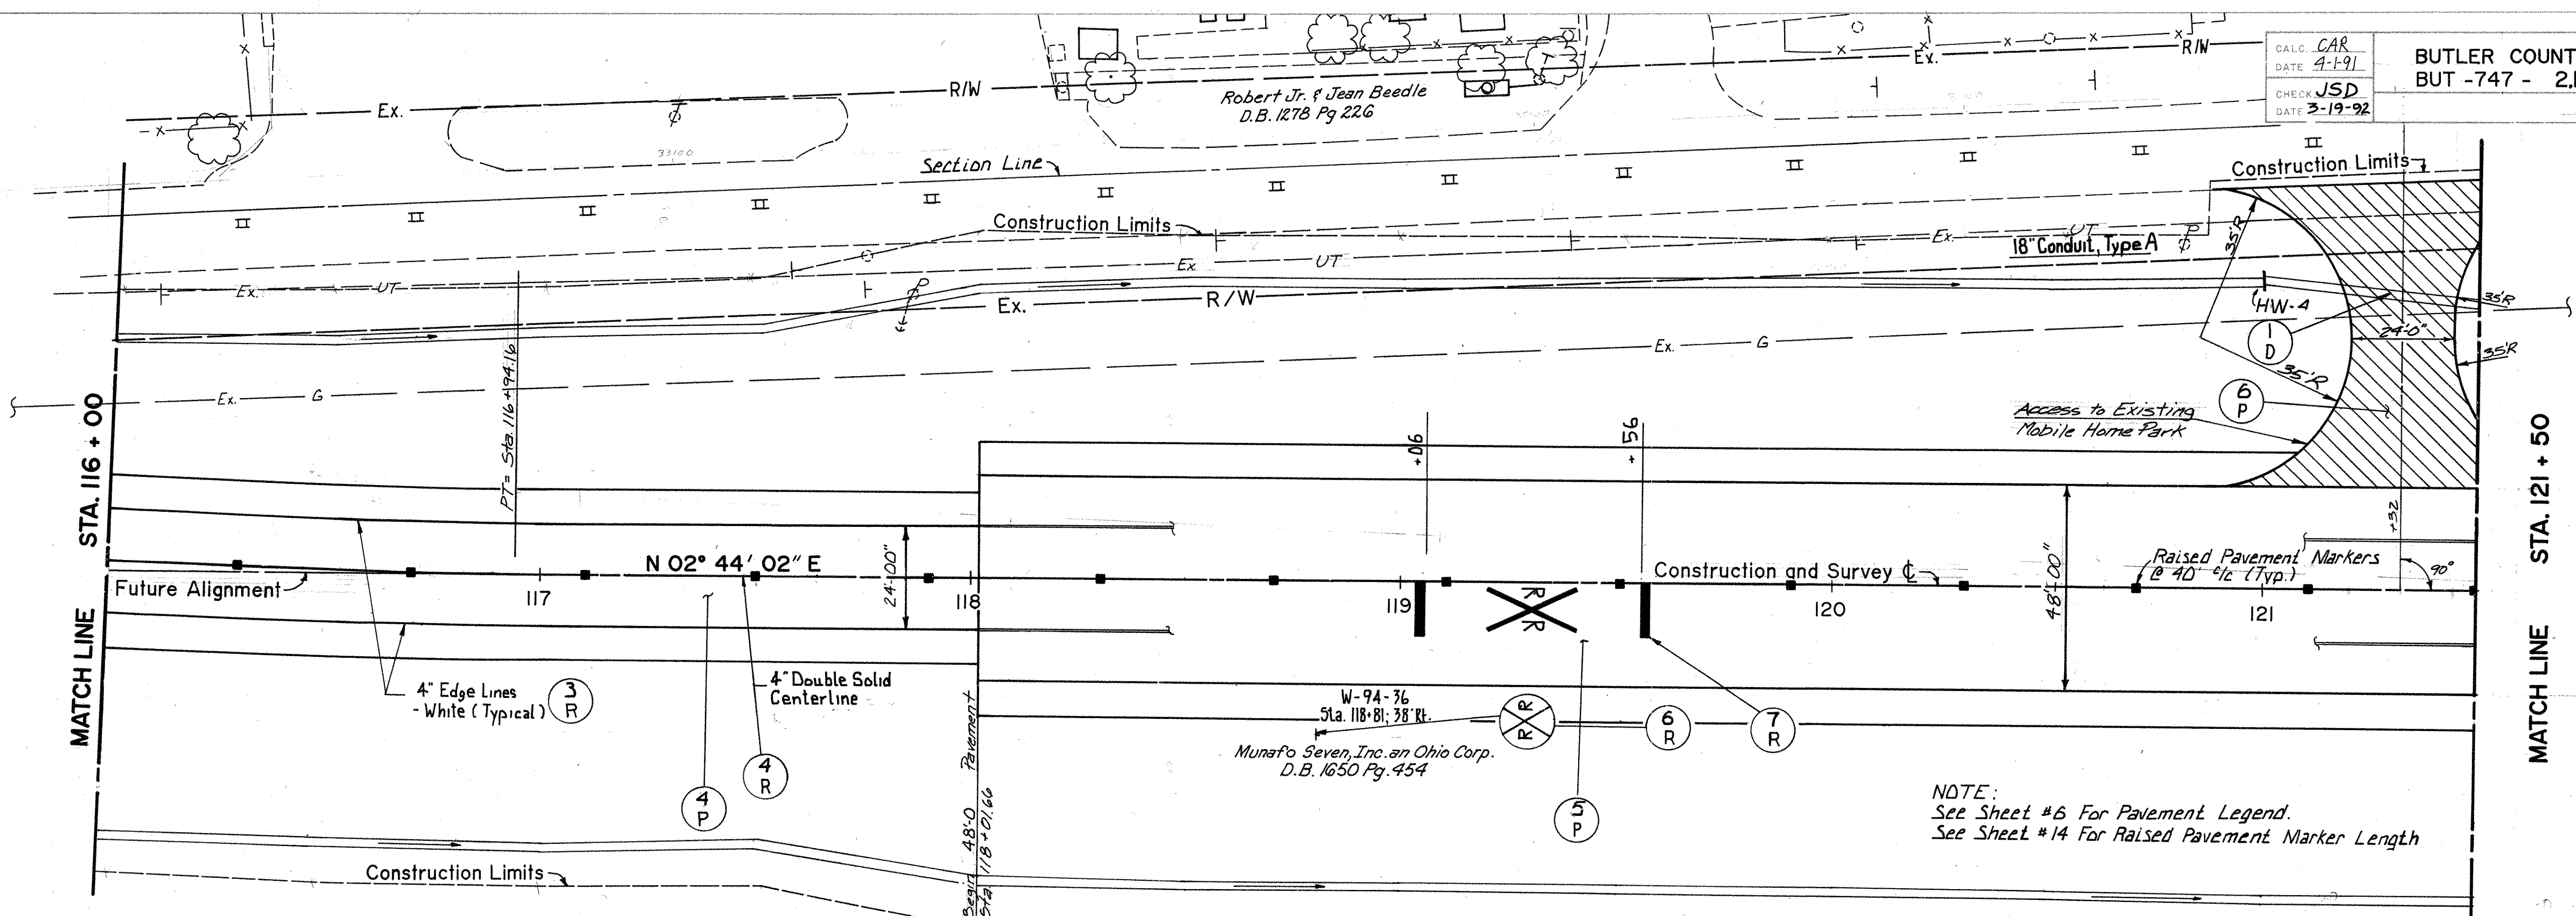 CALC. CAR
DATE 4-1-91
CHECK JSD
DATE 3-19-92
BUTLER COUNT
BUT -747 -
Ex.
R/W
Ex.
R/W
Robert Jr. & Jean Beedle
D.B. 1278 Pg 226
33100
Section Line
Construction Limits
Construction Limits
Ex.
UT
18" Conduit, Type A
Ex
UT
Ex.
UT
P
P
Ex.
R/W
35'R
HW-4
1
D
24'-0"
35'R
35'R
35'R
Ex.
G
Ex.
G
6
P
Access to Existing
Mobile Home Park
PT= Sta. 116+94.16
+06
+56
+32
MATCH LINE STA. 116 + 00
MATCH LINE STA. 121 + 50
N 02° 44' 02" E
24'-00"
48'-00"
Construction and Survey ℄
Raised Pavement Markers
@ 40' c/c (Typ.)
90°
Future Alignment
117
118
119
120
121
R
R
4" Edge Lines
- White (Typical)
3
R
4" Double Solid
Centerline
W-94-36
Sta. 118+81; 38' Rt.
R R
6
R
7
R
Munafo Seven, Inc. an Ohio Corp.
D.B. 1650 Pg. 454
4
R
4
P
5
P
Begin 48'-0 Pavement
Sta. 118+01.66
NOTE:
See Sheet #6 For Pavement Legend.
See Sheet #14 For Raised Pavement Marker Length
Construction Limits